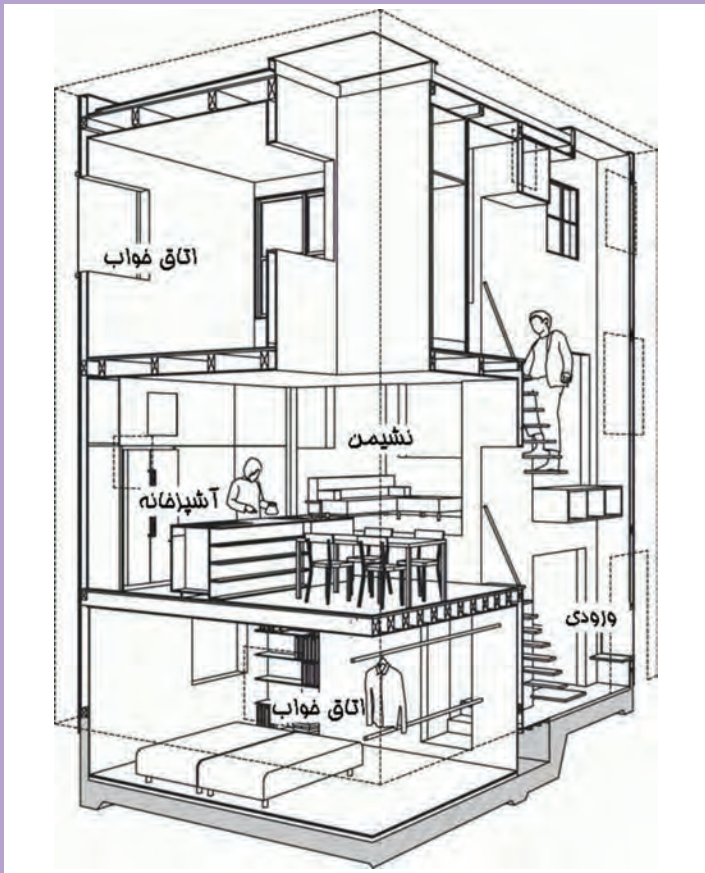 اتاق خواب
نشیمن
آشپزخانه
ورودی
اتاق خواب